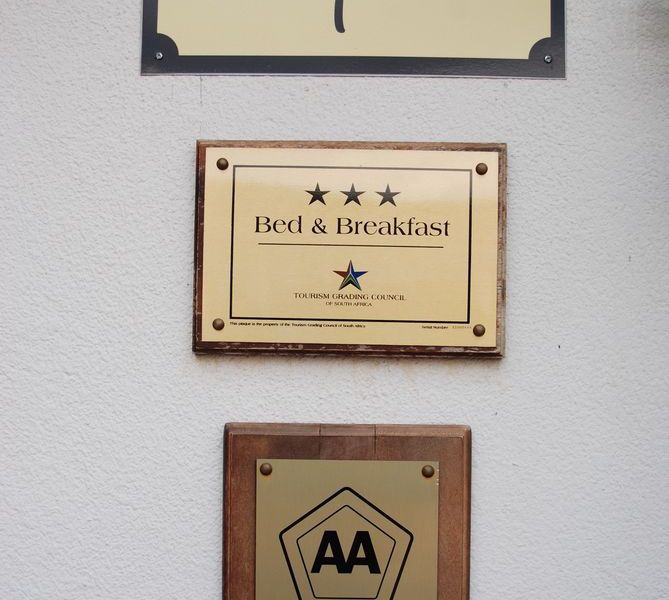 Bed & Breakfast
TOURISM GRADING COUNCIL
OF SOUTH AFRICA
This plaque is the property of the Tourism Grading Council of South Africa
Serial Number
AA